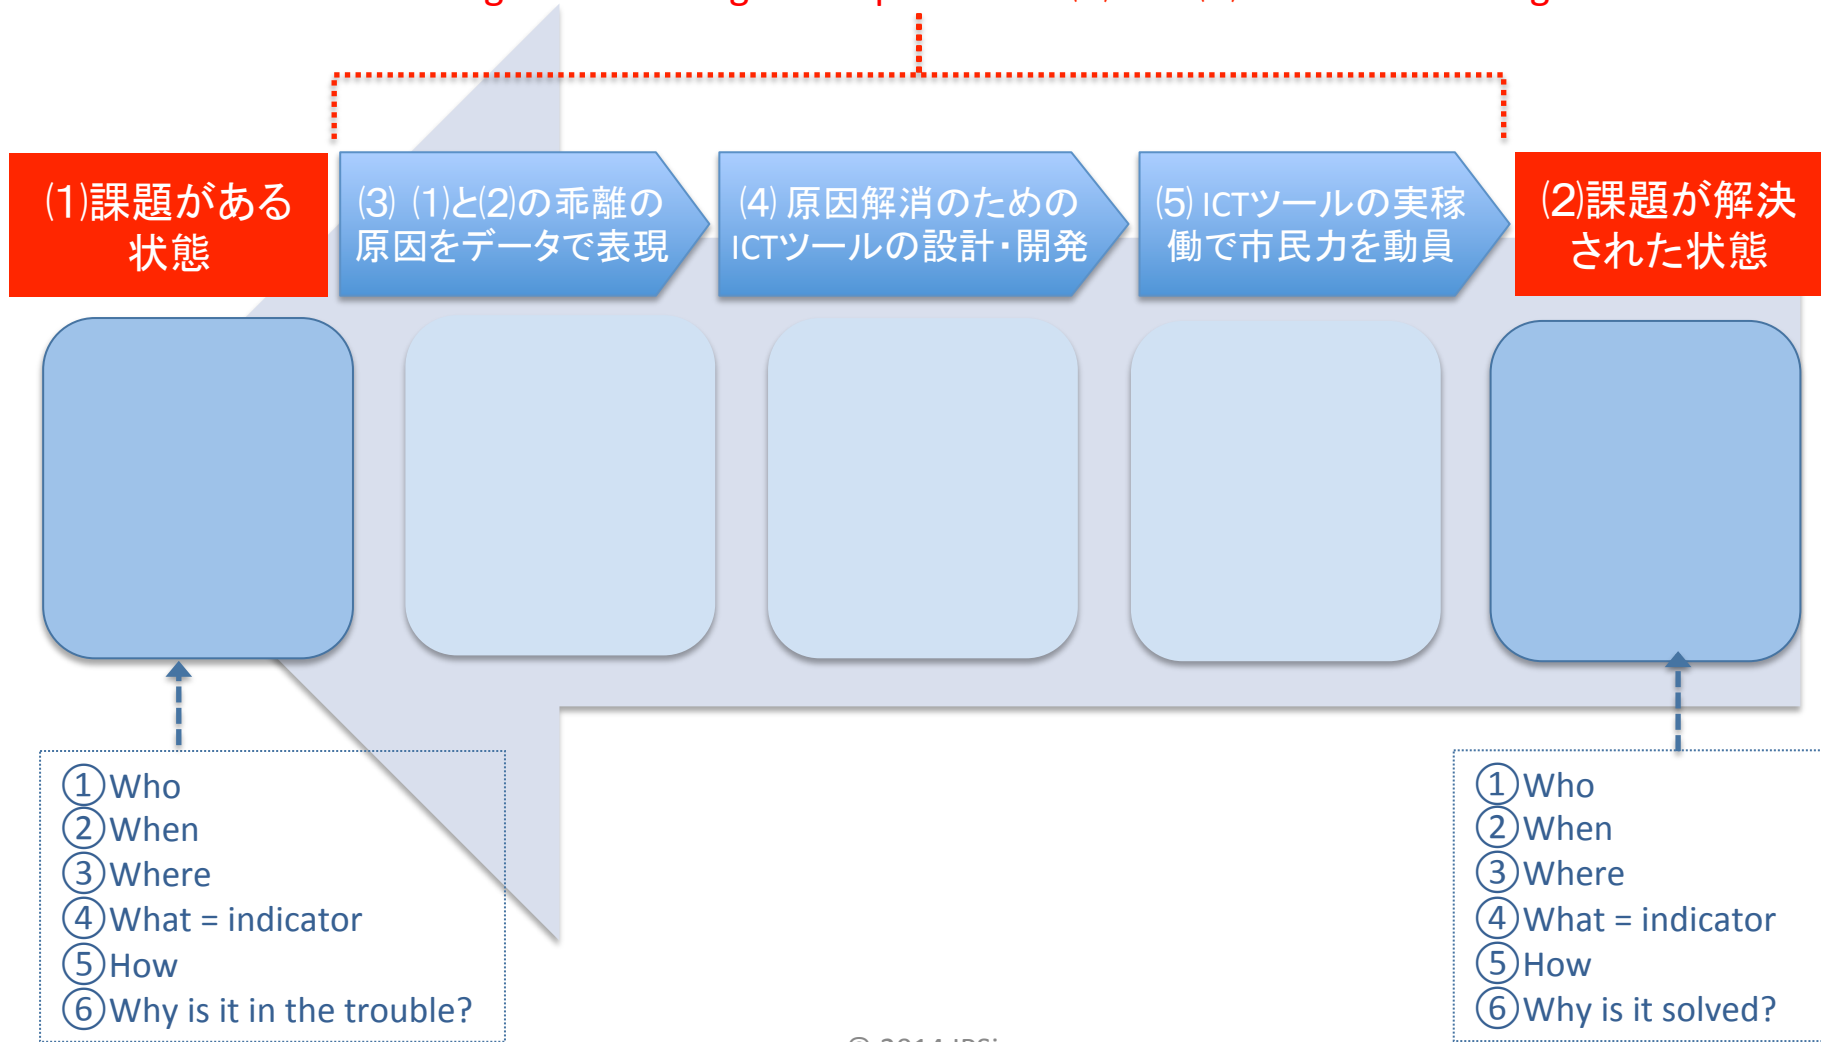 ⑴課題がある
状態
⑶ ⑴と⑵の乖離の
原因をデータで表現
⑷ 原因解消のための
ICTツールの設計・開発
⑸ ICTツールの実稼
働で市民力を動員
⑵課題が解決
された状態
①Who
②When
③Where
④What = indicator
⑤How
⑥Why is it in the trouble?
①Who
②When
③Where
④What = indicator
⑤How
⑥Why is it solved?